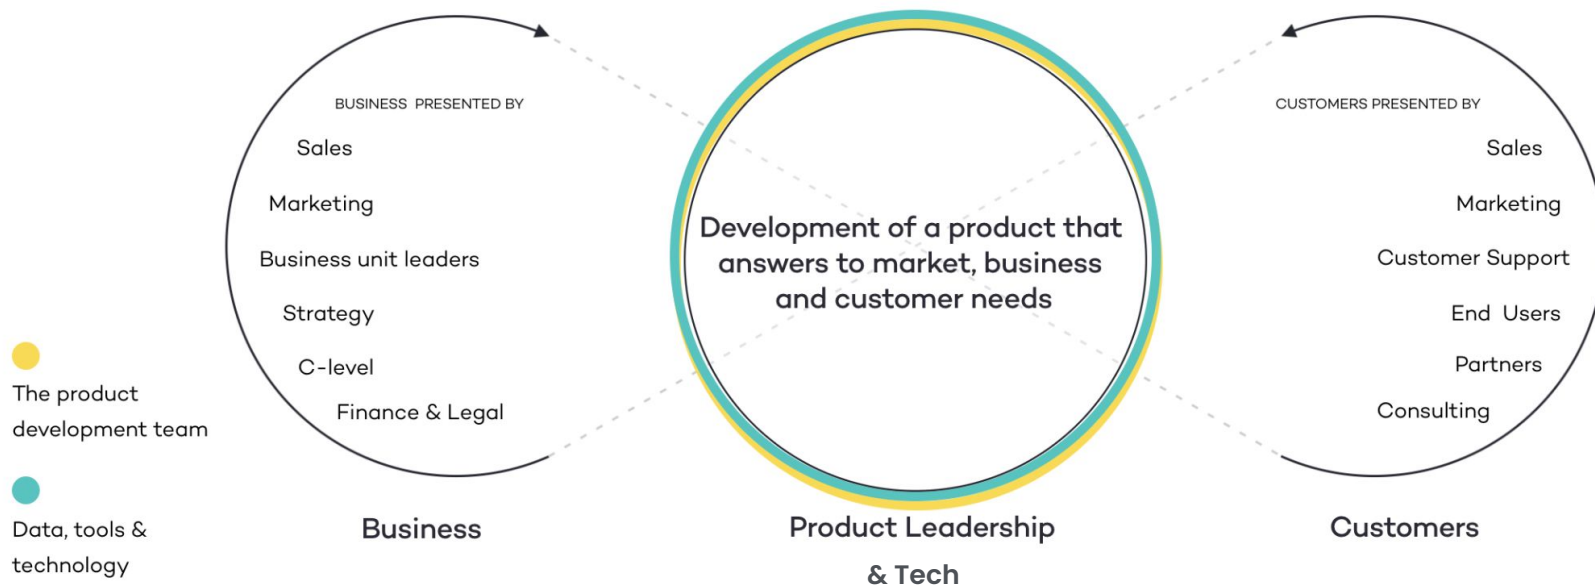 BUSINESS PRESENTED BY
Sales
Marketing
Business unit leaders
Strategy
C-level
Finance & Legal
Business
The product
development team
Data, tools &
technology
Development of a product that
answers to market, business
and customer needs
Product Leadership
& Tech
CUSTOMERS PRESENTED BY
Sales
Marketing
Customer Support
End Users
Partners
Consulting
Customers